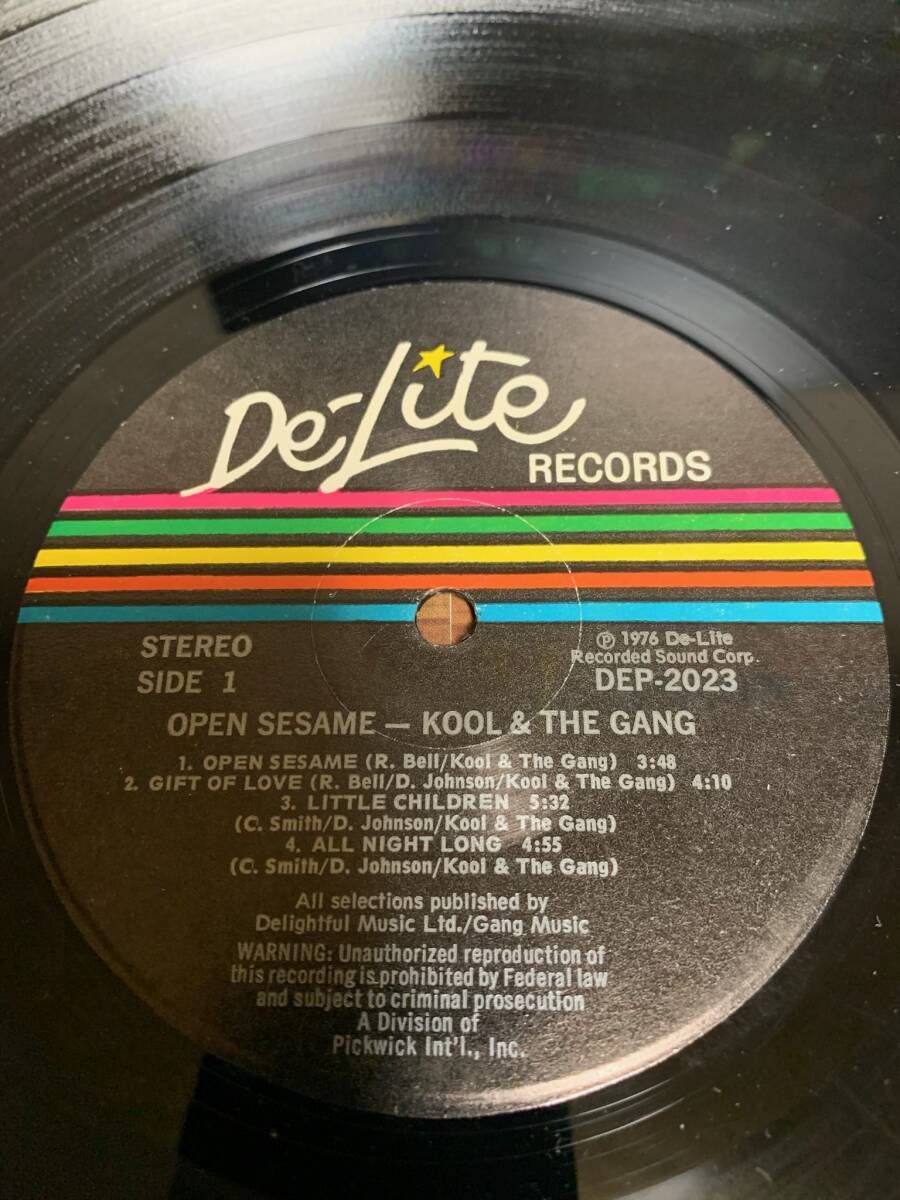 De-Lite
RECORDS
STEREO
SIDE 1
℗ 1976 De-Lite
Recorded Sound Corp.
DEP-2023
OPEN SESAME — KOOL & THE GANG
1. OPEN SESAME (R. Bell/Kool & The Gang) 3:48
2. GIFT OF LOVE (R. Bell/D. Johnson/Kool & The Gang) 4:10
3. LITTLE CHILDREN 5:32
(C. Smith/D. Johnson/Kool & The Gang)
4. ALL NIGHT LONG 4:55
(C. Smith/D. Johnson/Kool & The Gang)
All selections published by
Delightful Music Ltd./Gang Music
WARNING: Unauthorized reproduction of
this recording is prohibited by Federal law
and subject to criminal prosecution
A Division of
Pickwick Int'l., Inc.